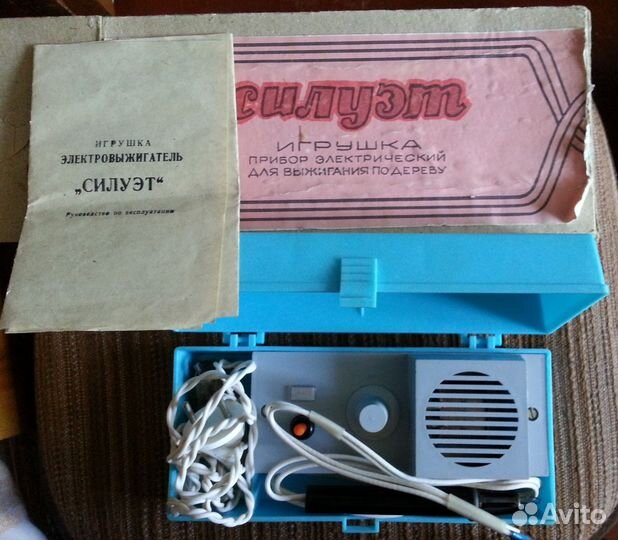 ИГРУШКА
ЭЛЕКТРОВЫЖИГАТЕЛЬ
„СИЛУЭТ“
Руководство по эксплуатации
силуэт
ИГРУШКА
ПРИБОР ЭЛЕКТРИЧЕСКИЙ
ДЛЯ ВЫЖИГАНИЯ ПО ДЕРЕВУ
Avito